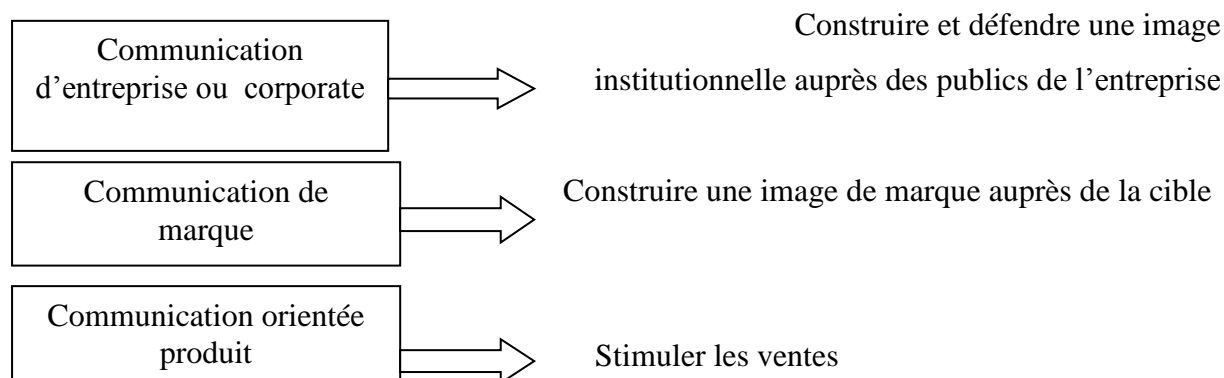 Communication
d’entreprise ou corporate
Construire et défendre une image
institutionnelle auprès des publics de l’entreprise
Communication de
marque
Construire une image de marque auprès de la cible
Communication orientée
produit
Stimuler les ventes